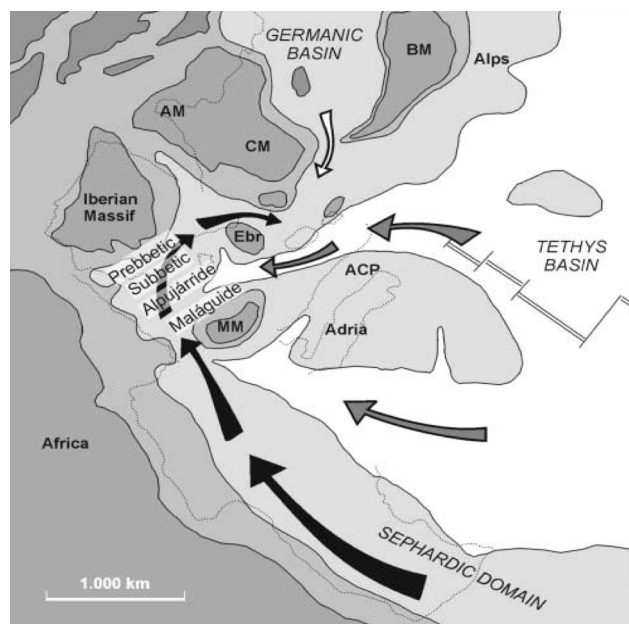 GERMANIC
BASIN
BM
Alps
AM
CM
Iberian
Massif
Ebr
TETHYS
BASIN
Prebbetic
Subbetic
Alpujárride
Maláguide
ACP
MM
Adria
Africa
SEPHARDIC DOMAIN
1.000 km